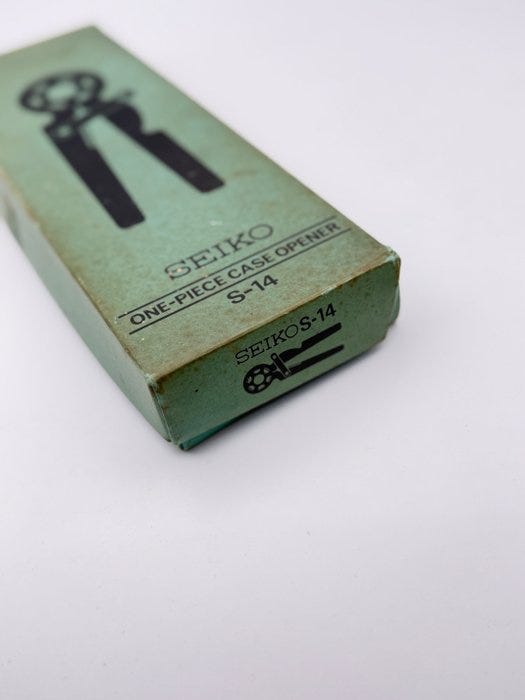 SEIKO
ONE-PIECE CASE OPENER
S-14
SEIKO S-14